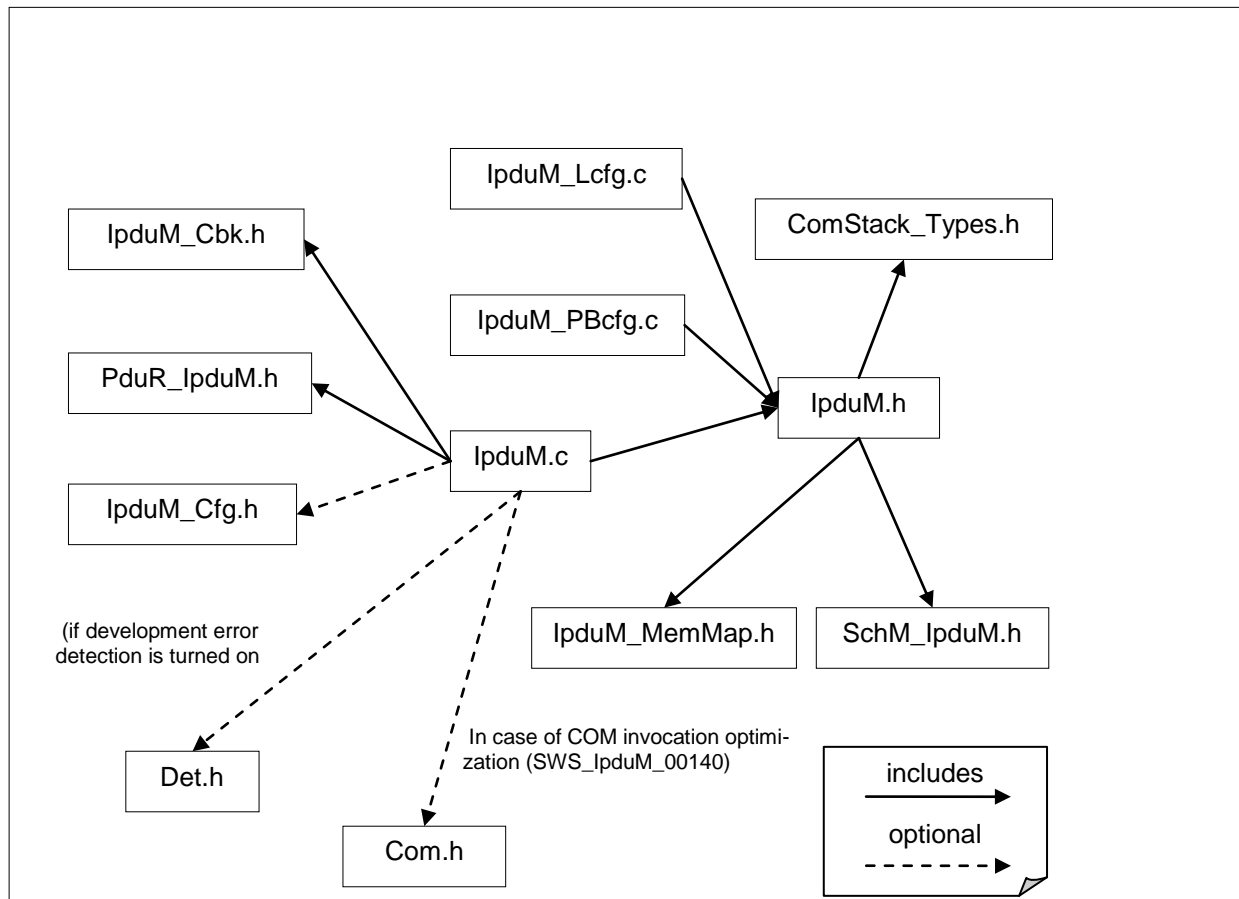 IpduM_Lcfg.c
IpduM_Cbk.h
ComStack_Types.h
IpduM_PBcfg.c
PduR_IpduM.h
IpduM.h
IpduM.c
IpduM_Cfg.h
(if development error
detection is turned on
IpduM_MemMap.h
SchM_IpduM.h
In case of COM invocation optimi-
zation (SWS_IpduM_00140)
Det.h
Com.h
includes
optional